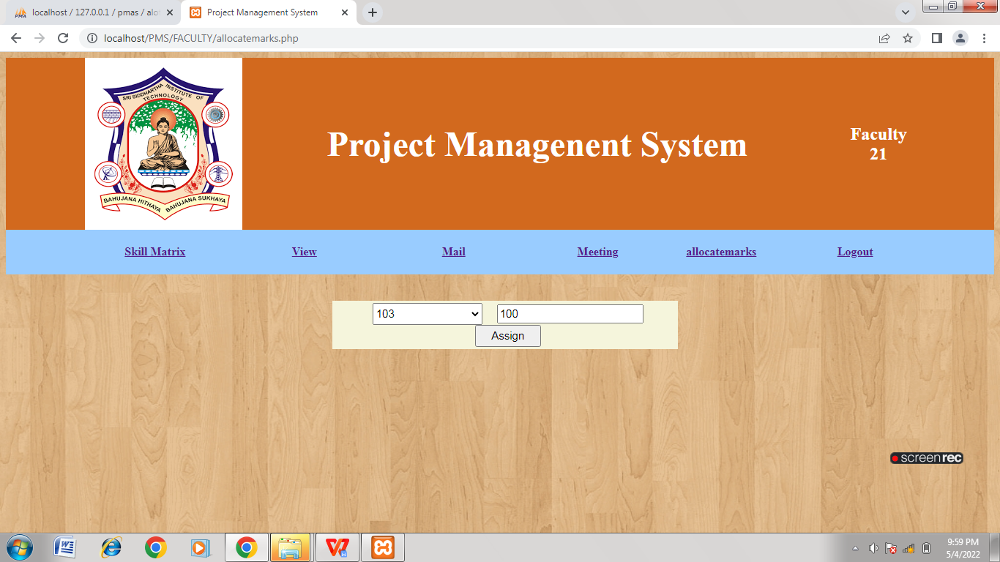 localhost / 127.0.0.1 / pmas / alo
Project Management System
localhost/PMS/FACULTY/allocatemarks.php
SRI SIDDHARTHA INSTITUTE OF
TECHNOLOGY
BAHUJANA HITHAYA BAHUJANA SUKHAYA
Project Managenent System
Faculty
21
Skill Matrix View Mail Meeting allocatemarks Logout
103 100
Assign
screenrec
9:59 PM
5/4/2022